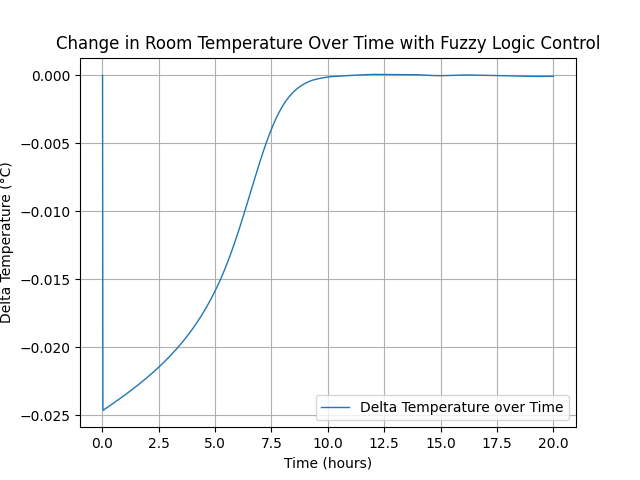 Change in Room Temperature Over Time with Fuzzy Logic Control
Delta Temperature (°C)
0.000
−0.005
−0.010
−0.015
−0.020
−0.025
Delta Temperature over Time
0.0 2.5 5.0 7.5 10.0 12.5 15.0 17.5 20.0
Time (hours)